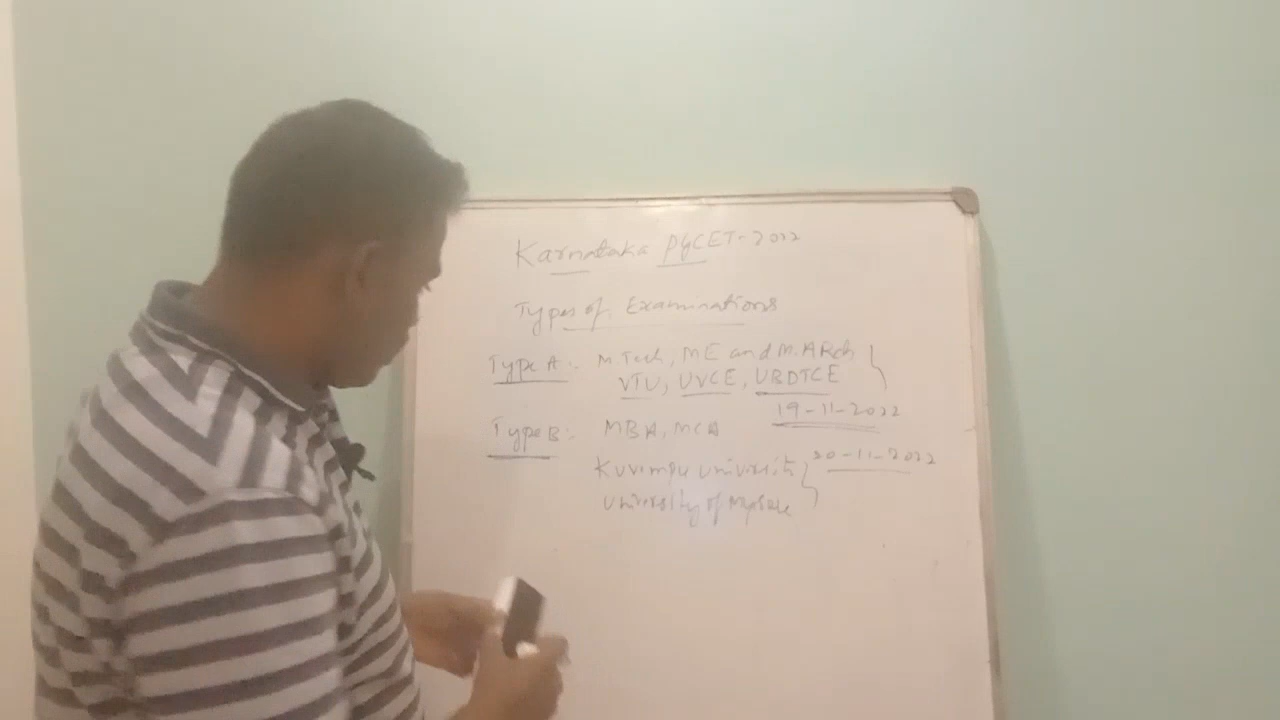 Karnataka PGCET-2022
Types of Examinations
Type A:- M.Tech, ME and M.ARch
VTU, UVCE, UBDTCE
19-11-2022
Type B:- MBA, MCA
Kuvempu University 20-11-2022
University of Mysore